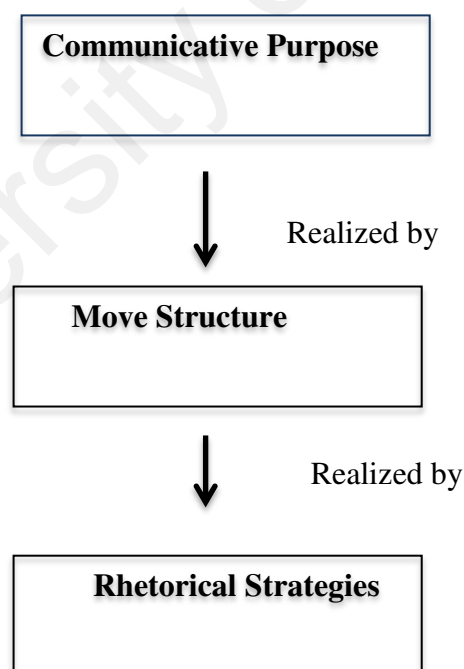 Communicative Purpose
Realized by
Move Structure
Realized by
Rhetorical Strategies